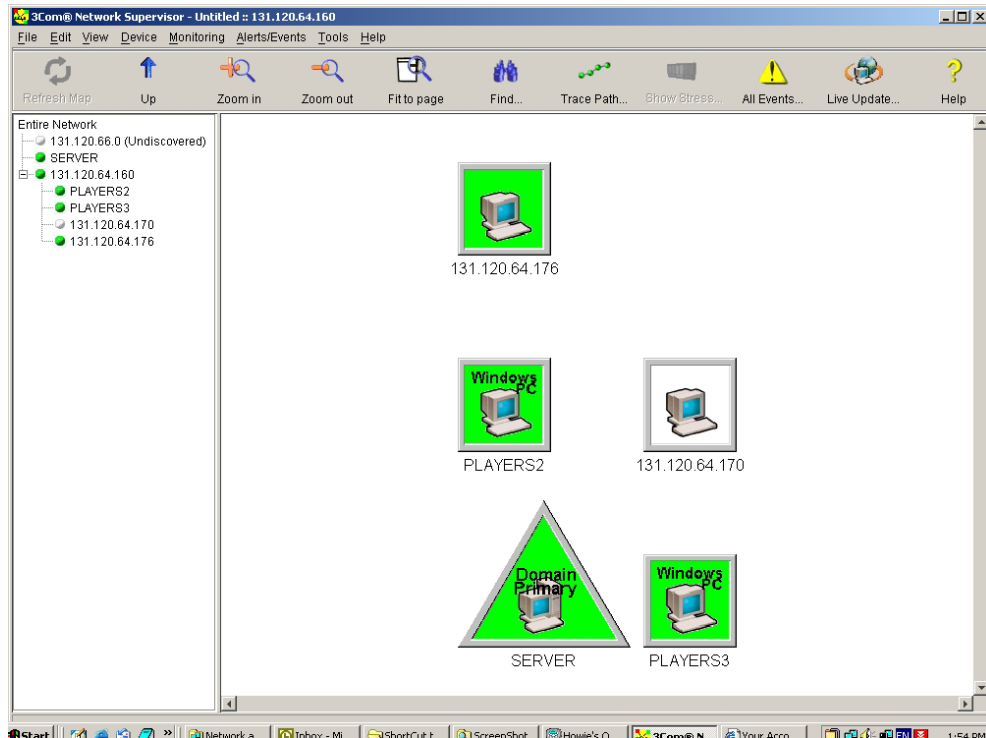 3Com® Network Supervisor - Untitled :: 131.120.64.160
File Edit View Device Monitoring Alerts/Events Tools Help
Refresh Map Up Zoom in Zoom out Fit to page Find... Trace Path... Show Stress... All Events... Live Update... Help
Entire Network
131.120.66.0 (Undiscovered)
SERVER
131.120.64.160
PLAYERS2
PLAYERS3
131.120.64.170
131.120.64.176
131.120.64.176
Windows PC
PLAYERS2
131.120.64.170
Domain Primary
SERVER
Windows PC
PLAYERS3
Start » Network a... Inbox - Mi... ShortCut t... ScreenShot... Howie's O... 3Com® N... Your Acco... EN 1:54 PM